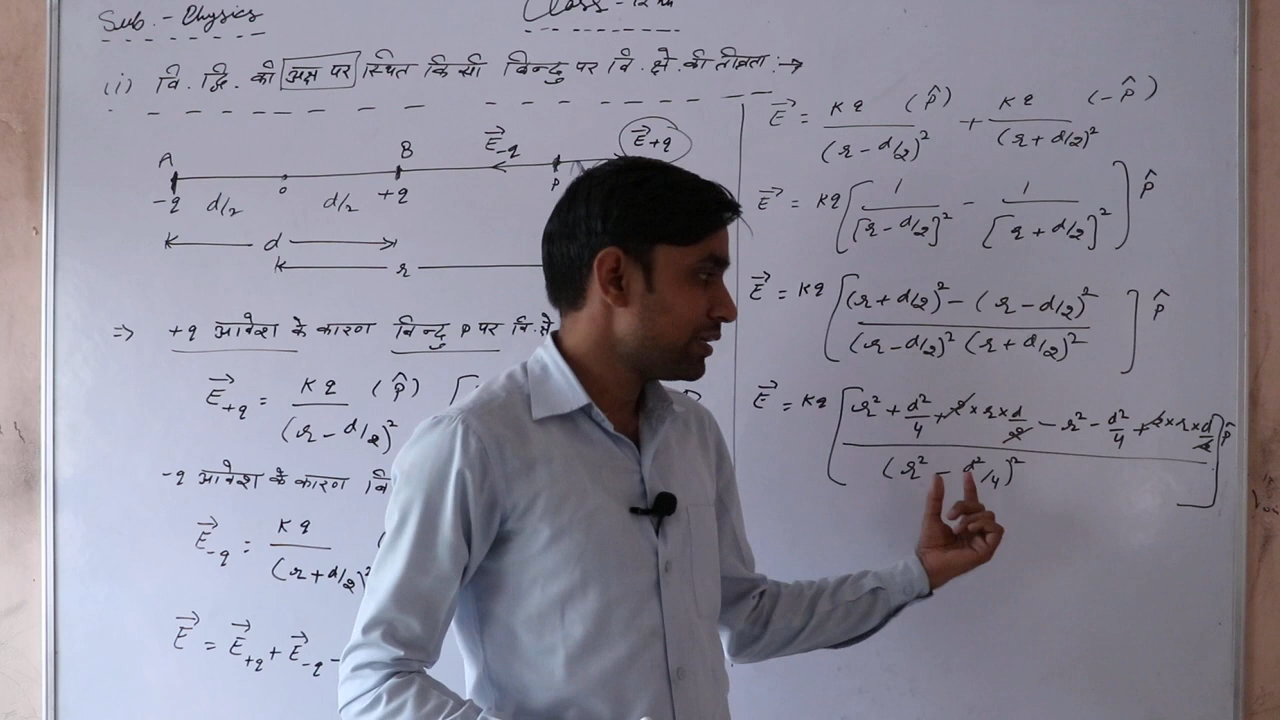 Sub. - Physics
Class - 12th
(i) वि. द्वि. की अक्ष पर स्थित किसी बिन्दु पर वि. क्षे. की तीव्रता :→
A B E⃗-q P E⃗+q
-q d/2 o d/2 +q
d
r
⇒ +q आवेश के कारण बिन्दु P पर वि. क्षे
E⃗+q = Kq/(r - d/2)² (P̂)
-q आवेश के कारण
E⃗-q = Kq/(r + d/2)²
E⃗ = E⃗+q + E⃗-q -
E⃗ = Kq/(r - d/2)² (P̂) + Kq/(r + d/2)² (-P̂)
E⃗ = Kq [1/[r - d/2]² - 1/[r + d/2]²] P̂
E⃗ = Kq [(r + d/2)² - (r - d/2)² / (r - d/2)² (r + d/2)²] P̂
E⃗ = Kq [r² + d²/4 + 2 × r × d/2 - r² - d²/4 + 2 × r × d/2 / (r² - d²/4)²] P̂